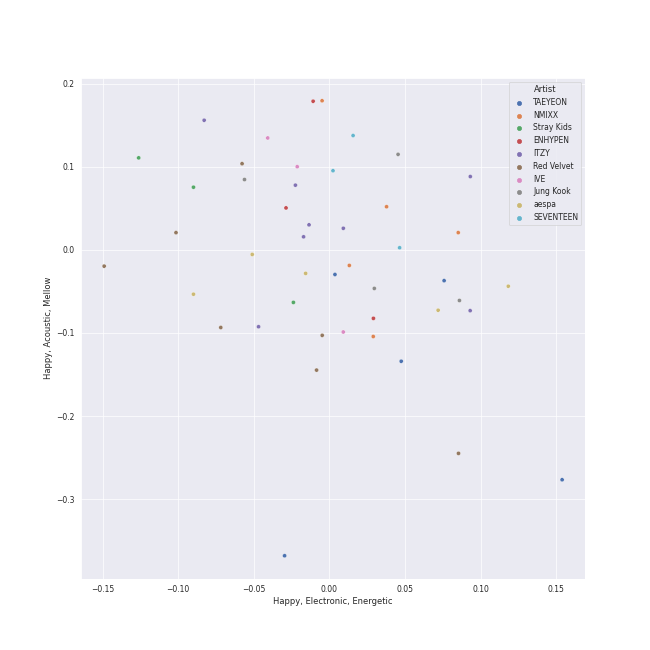 Artist
TAEYEON
NMIXX
Stray Kids
ENHYPEN
ITZY
Red Velvet
IVE
Jung Kook
aespa
SEVENTEEN
0.2
0.1
0.0
−0.1
−0.2
−0.3
Happy, Acoustic, Mellow
−0.15 −0.10 −0.05 0.00 0.05 0.10 0.15
Happy, Electronic, Energetic